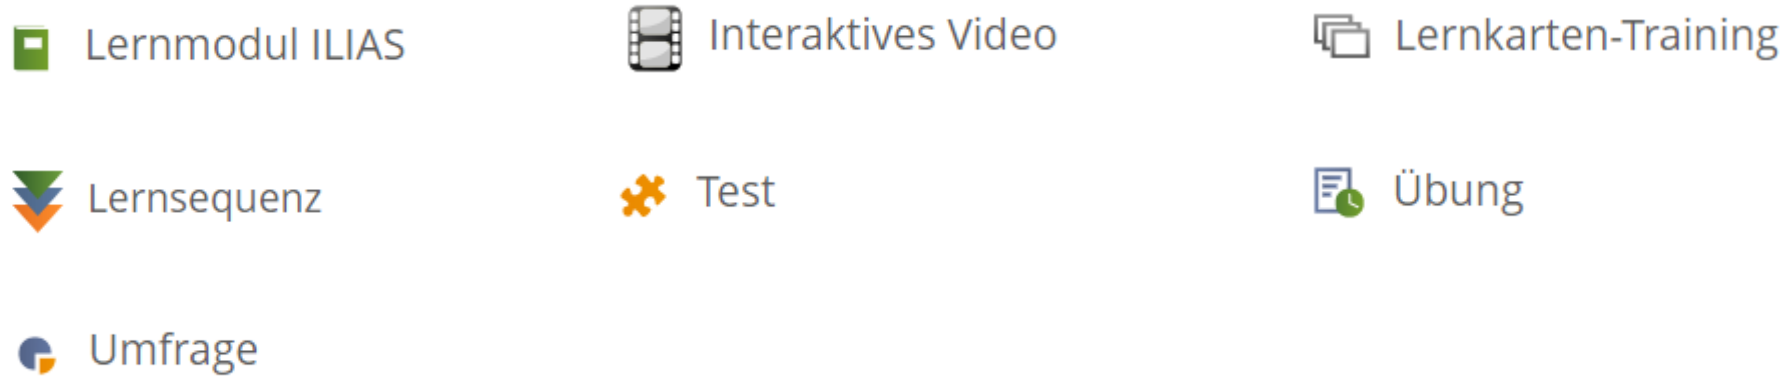 Lernmodul ILIAS
Interaktives Video
Lernkarten-Training
Lernsequenz
Test
Übung
Umfrage